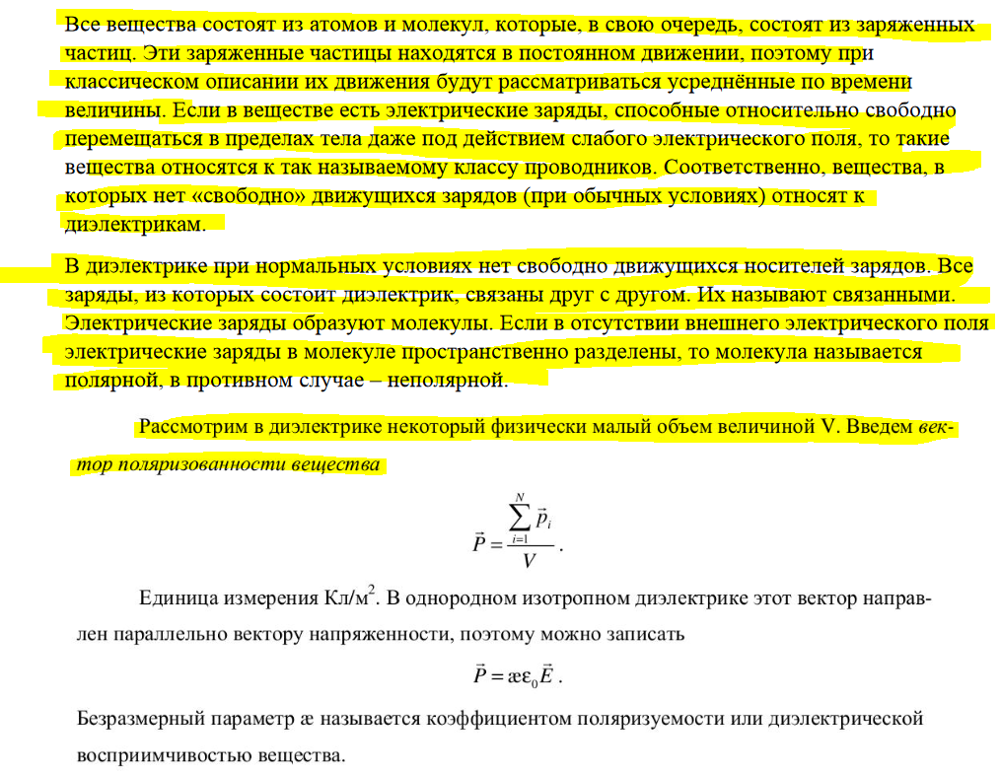 Все вещества состоят из атомов и молекул, которые, в свою очередь, состоят из заряженных
частиц. Эти заряженные частицы находятся в постоянном движении, поэтому при
классическом описании их движения будут рассматриваться усреднённые по времени
величины. Если в веществе есть электрические заряды, способные относительно свободно
перемещаться в пределах тела даже под действием слабого электрического поля, то такие
вещества относятся к так называемому классу проводников. Соответственно, вещества, в
которых нет «свободно» движущихся зарядов (при обычных условиях) относят к
диэлектрикам.
В диэлектрике при нормальных условиях нет свободно движущихся носителей зарядов. Все
заряды, из которых состоит диэлектрик, связаны друг с другом. Их называют связанными.
Электрические заряды образуют молекулы. Если в отсутствии внешнего электрического поля
электрические заряды в молекуле пространственно разделены, то молекула называется
полярной, в противном случае – неполярной.
Рассмотрим в диэлектрике некоторый физически малый объем величиной V. Введем век-
тор поляризованности вещества
$\vec{P} = \frac{\sum_{i=1}^{N} \vec{p}_i}{V}$ .
Единица измерения Кл/м². В однородном изотропном диэлектрике этот вектор направ-
лен параллельно вектору напряженности, поэтому можно записать
$\vec{P} = æ\varepsilon_0 \vec{E}$ .
Безразмерный параметр æ называется коэффициентом поляризуемости или диэлектрической
восприимчивостью вещества.